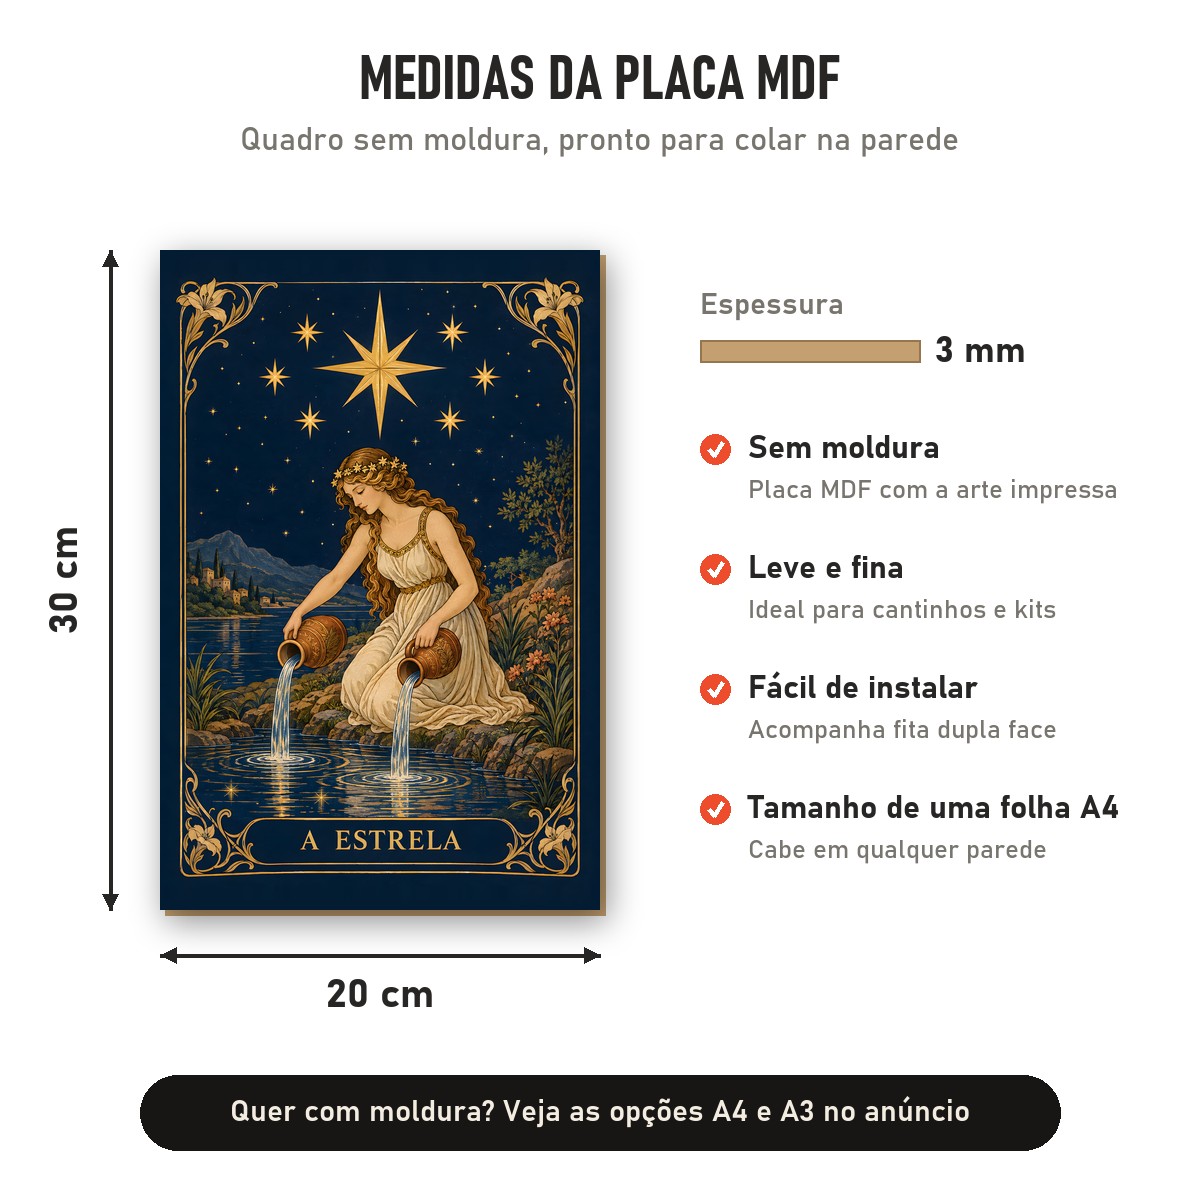 MEDIDAS DA PLACA MDF
Quadro sem moldura, pronto para colar na parede
30 cm
A ESTRELA
20 cm
Espessura
3 mm
Sem moldura
Placa MDF com a arte impressa
Leve e fina
Ideal para cantinhos e kits
Fácil de instalar
Acompanha fita dupla face
Tamanho de uma folha A4
Cabe em qualquer parede
Quer com moldura? Veja as opções A4 e A3 no anúncio